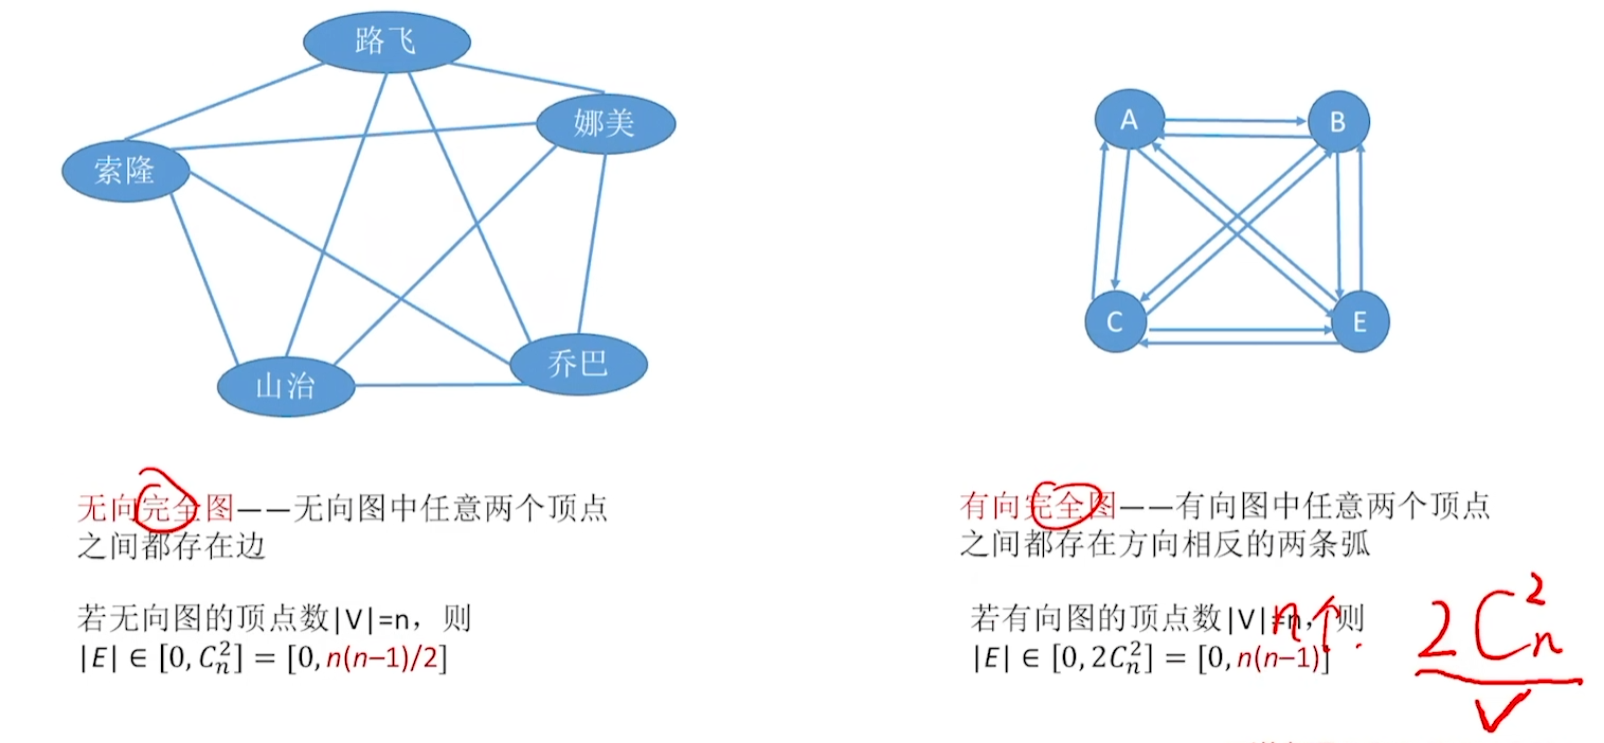 路飞
娜美
索隆
山治
乔巴
A
B
C
E
无向完全图——无向图中任意两个顶点
之间都存在边
若无向图的顶点数|V|=n，则
|E| ∈ [0, C_n^2] = [0, n(n−1)/2]
有向完全图——有向图中任意两个顶点
之间都存在方向相反的两条弧
若有向图的顶点数|V|=n，则
|E| ∈ [0, 2C_n^2] = [0, n(n−1)]
n个
2C_n^2